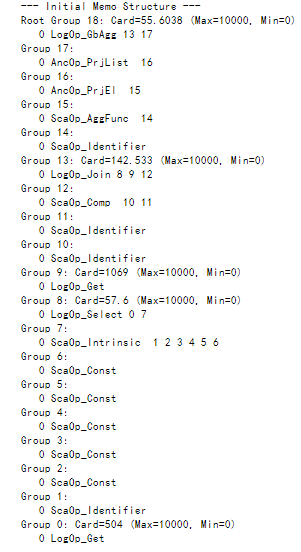 --- Initial Memo Structure ---
Root Group 18: Card=55.6038 (Max=10000, Min=0)
0 LogOp_GbAgg 13 17
Group 17:
0 AncOp_PrjList 16
Group 16:
0 AncOp_PrjEl 15
Group 15:
0 ScaOp_AggFunc 14
Group 14:
0 ScaOp_Identifier
Group 13: Card=142.533 (Max=10000, Min=0)
0 LogOp_Join 8 9 12
Group 12:
0 ScaOp_Comp 10 11
Group 11:
0 ScaOp_Identifier
Group 10:
0 ScaOp_Identifier
Group 9: Card=1069 (Max=10000, Min=0)
0 LogOp_Get
Group 8: Card=57.6 (Max=10000, Min=0)
0 LogOp_Select 0 7
Group 7:
0 ScaOp_Intrinsic 1 2 3 4 5 6
Group 6:
0 ScaOp_Const
Group 5:
0 ScaOp_Const
Group 4:
0 ScaOp_Const
Group 3:
0 ScaOp_Const
Group 2:
0 ScaOp_Const
Group 1:
0 ScaOp_Identifier
Group 0: Card=504 (Max=10000, Min=0)
0 LogOp_Get